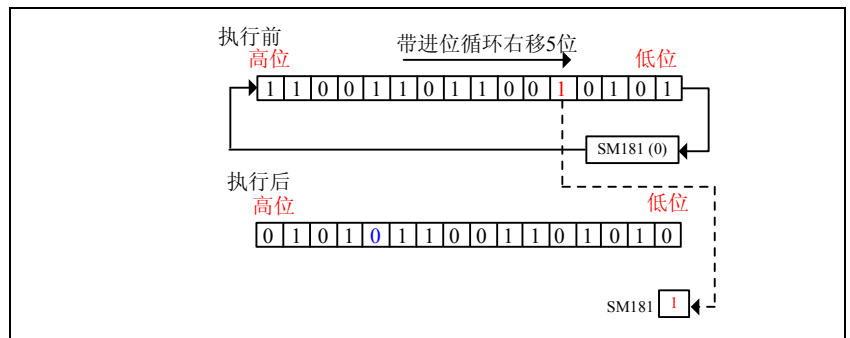 执行前
带进位循环右移5位
高位 低位
1 1 0 0 1 1 0 1 1 0 0 1 0 1 0 1
SM181 (0)
执行后
高位 低位
0 1 0 1 0 1 1 0 0 1 1 0 1 0 1 0
SM181 1